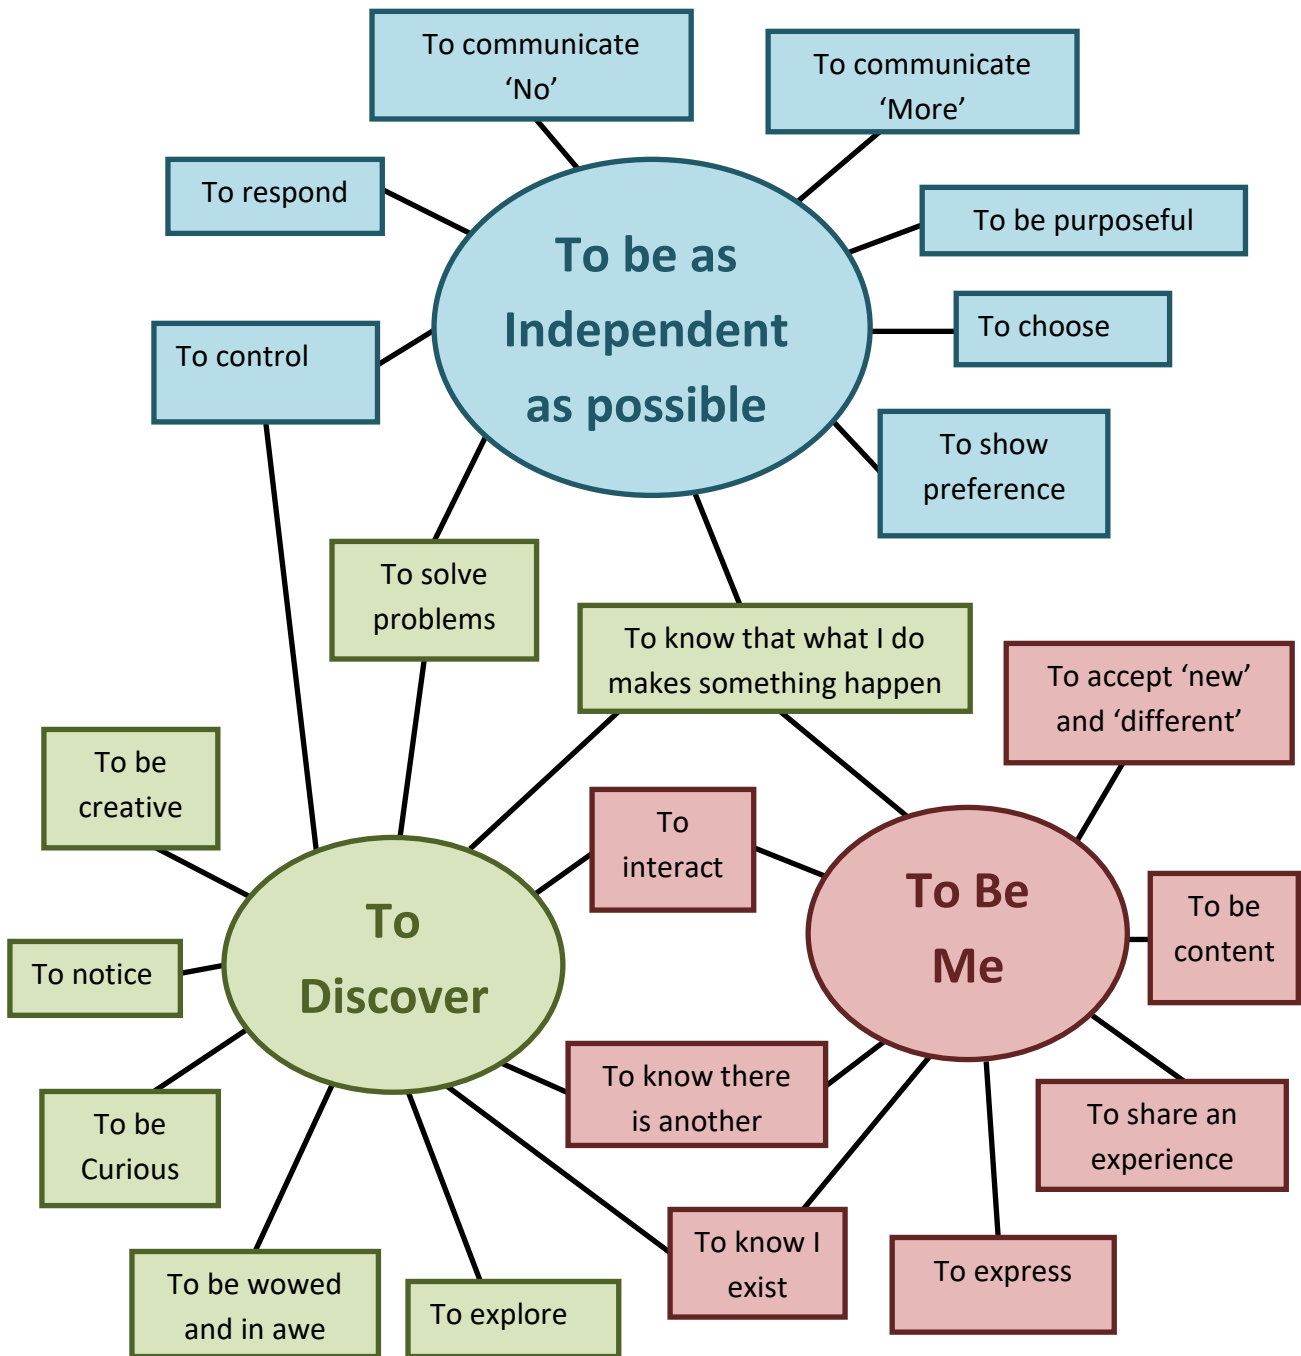 To communicate
‘No’
To communicate
‘More’
To respond
To be purposeful
To be as
Independent
as possible
To control
To choose
To show
preference
To solve
problems
To know that what I do
makes something happen
To accept ‘new’
and ‘different’
To be
creative
To
interact
To
Discover
To Be
Me
To be
content
To notice
To know there
is another
To be
Curious
To share an
experience
To know I
exist
To express
To be wowed
and in awe
To explore